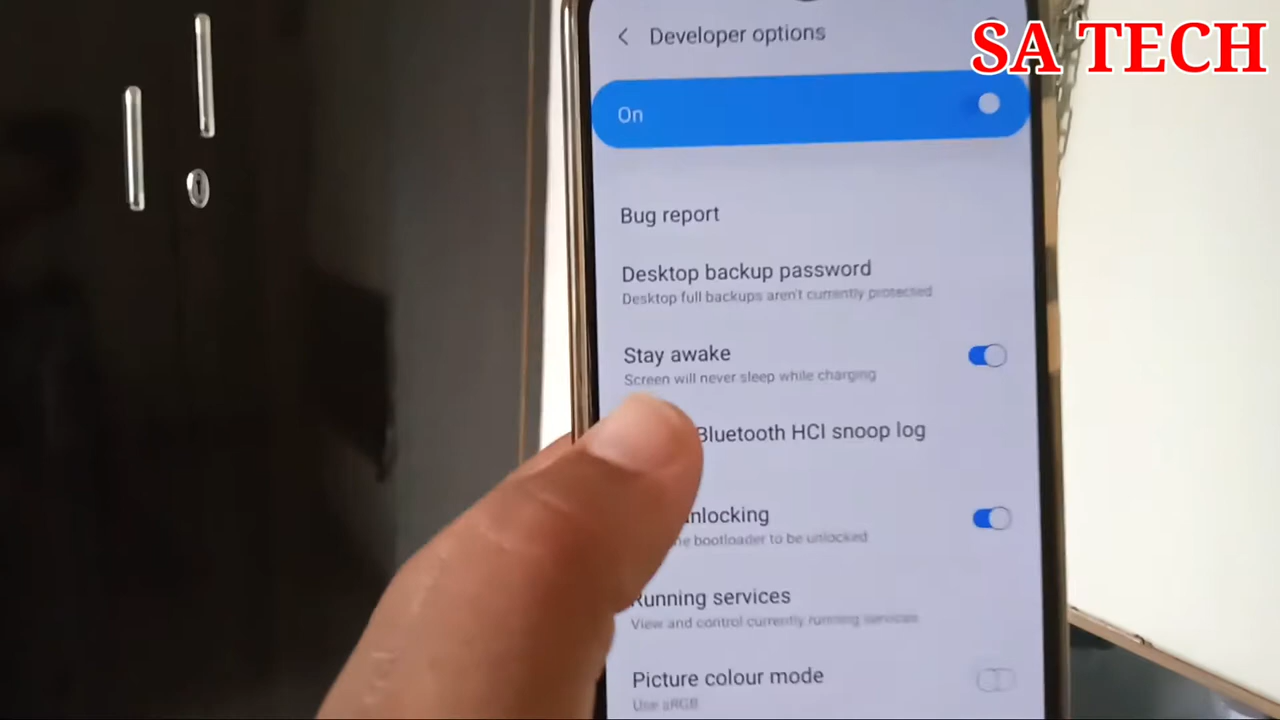 Developer options
SA TECH
On
Bug report
Desktop backup password
Desktop full backups aren't currently protected
Stay awake
Screen will never sleep while charging
Bluetooth HCI snoop log
nlocking
bootloader to be unlocked
Running services
View and control currently running services
Picture colour mode
Use sRGB